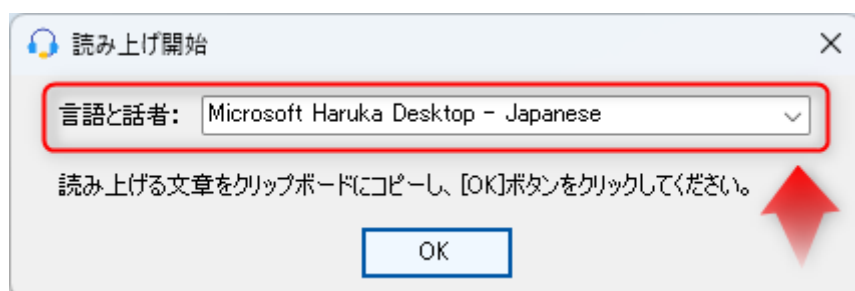 読み上げ開始
言語と話者: Microsoft Haruka Desktop - Japanese
読み上げる文章をクリップボードにコピーし、[OK]ボタンをクリックしてください。
OK